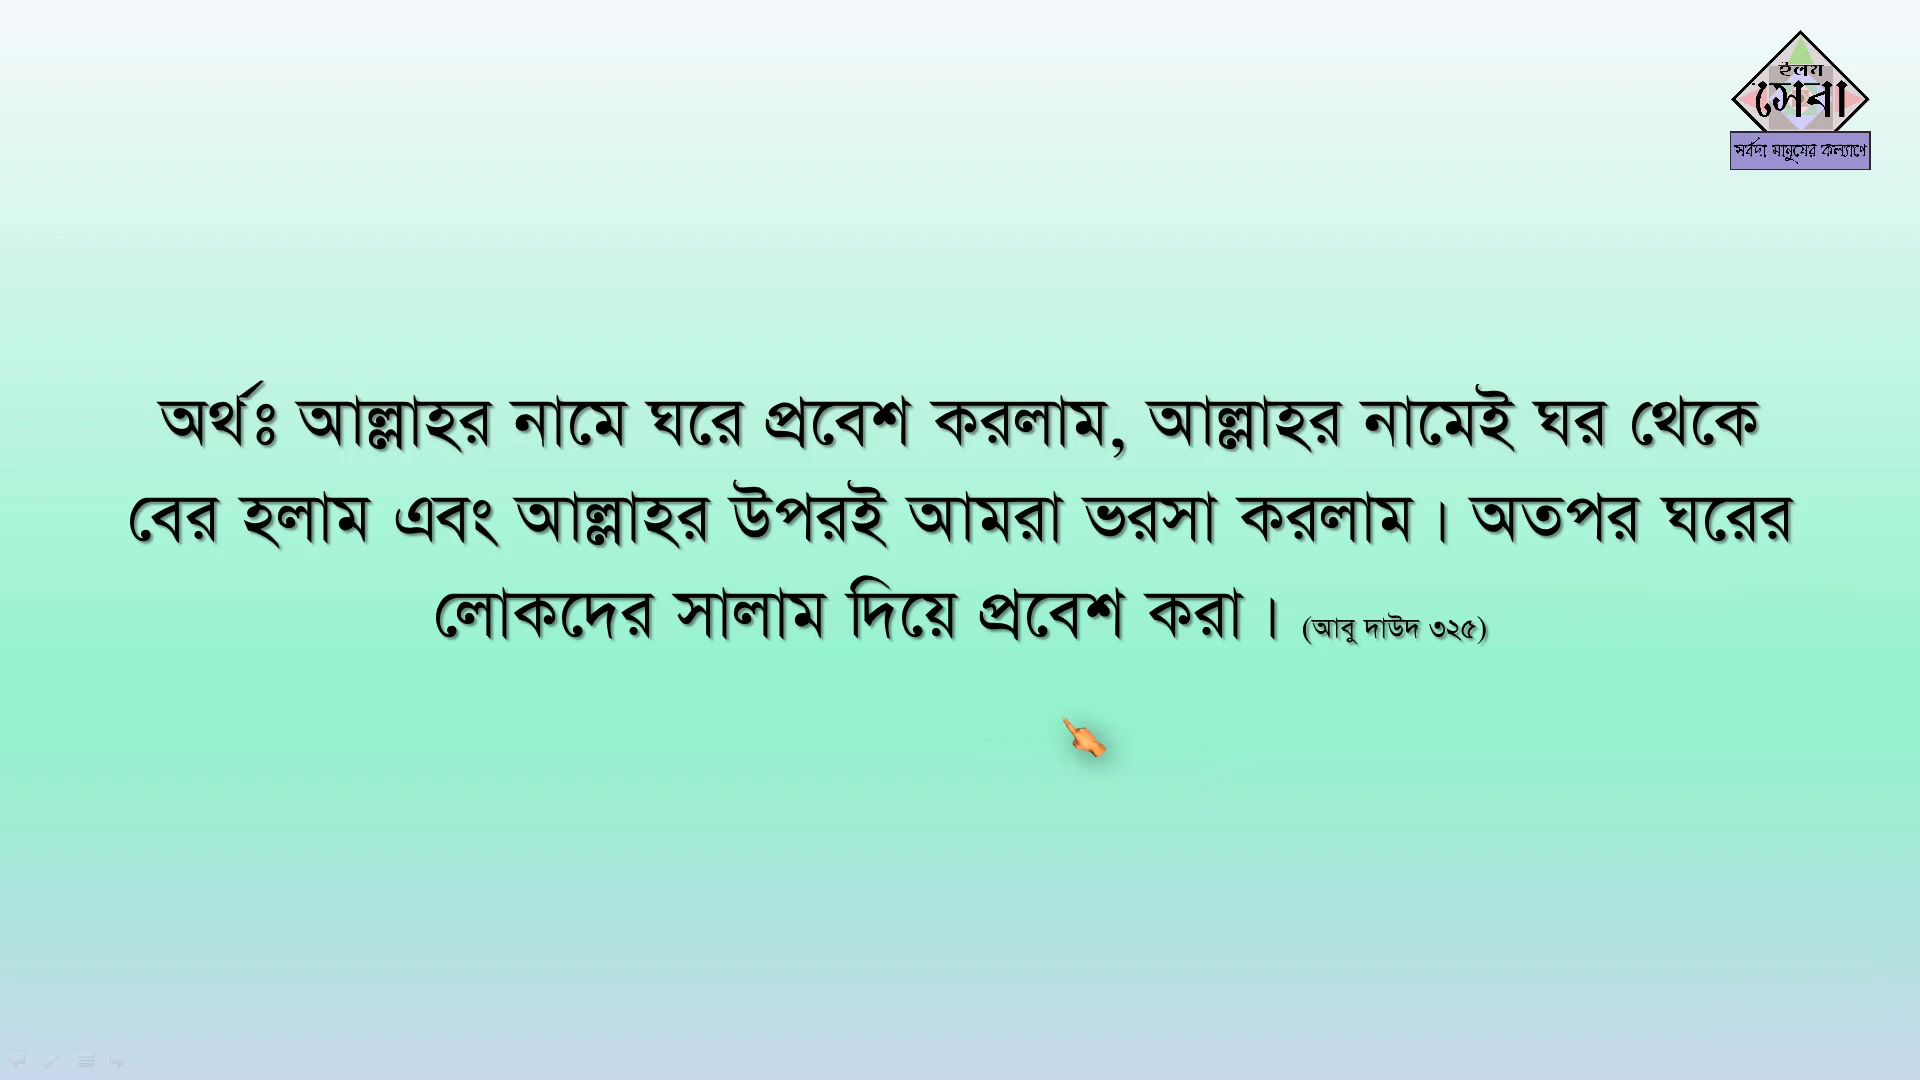 ইলম
সেবা
সর্বদা মানুষের কল্যাণে
অর্থঃ আল্লাহর নামে ঘরে প্রবেশ করলাম, আল্লাহর নামেই ঘর থেকে
বের হলাম এবং আল্লাহর উপরই আমরা ভরসা করলাম। অতপর ঘরের
লোকদের সালাম দিয়ে প্রবেশ করা। (আবু দাউদ ৩২৫)